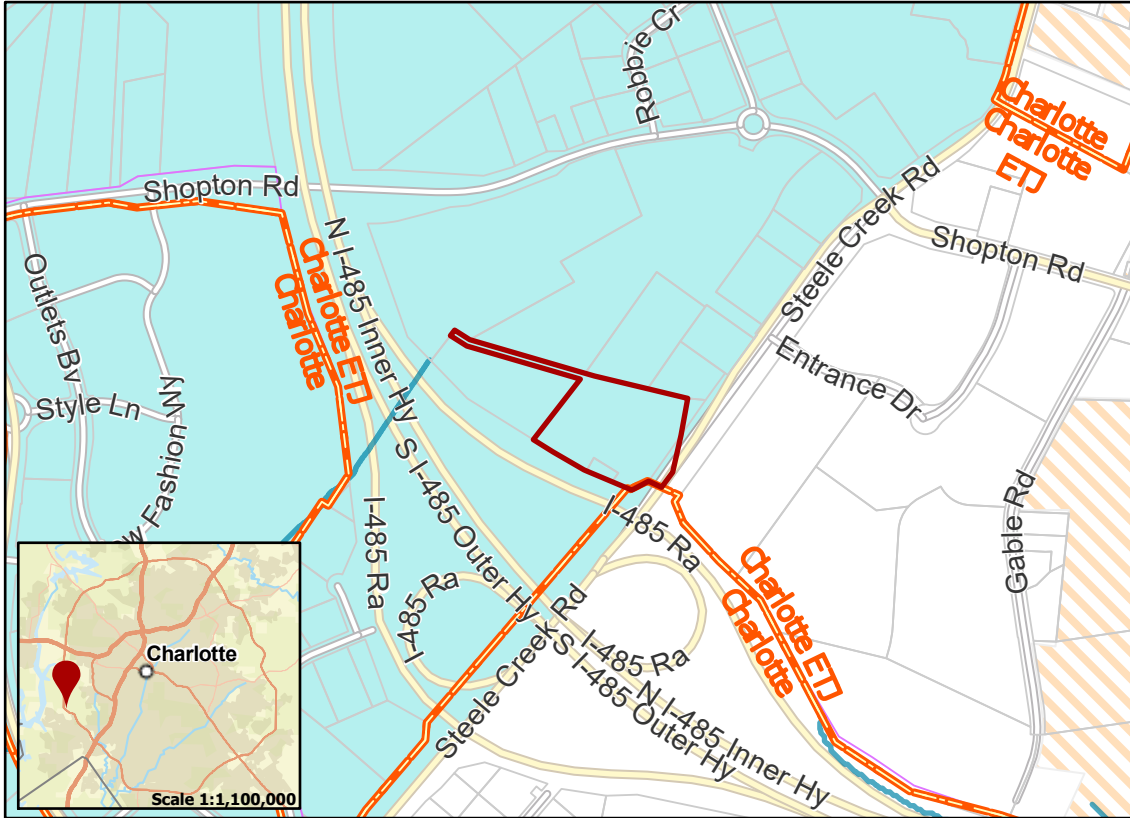 Robbie Cr
Charlotte
Charlotte
ETJ
Shopton Rd
Steele Creek Rd
N I-485 Inner Hy
Charlotte ETJ
Charlotte
Shopton Rd
Outlets Bv
Entrance Dr
Style Ln
Fashion Wy
S I-485 Outer Hy
I-485 Ra
I-485 Ra
Gable Rd
I-485 Ra
Charlotte ETJ
Charlotte
Steele Creek Rd
I-485 Ra
S I-485 Outer Hy
N I-485 Inner Hy
Charlotte
Scale 1:1,100,000